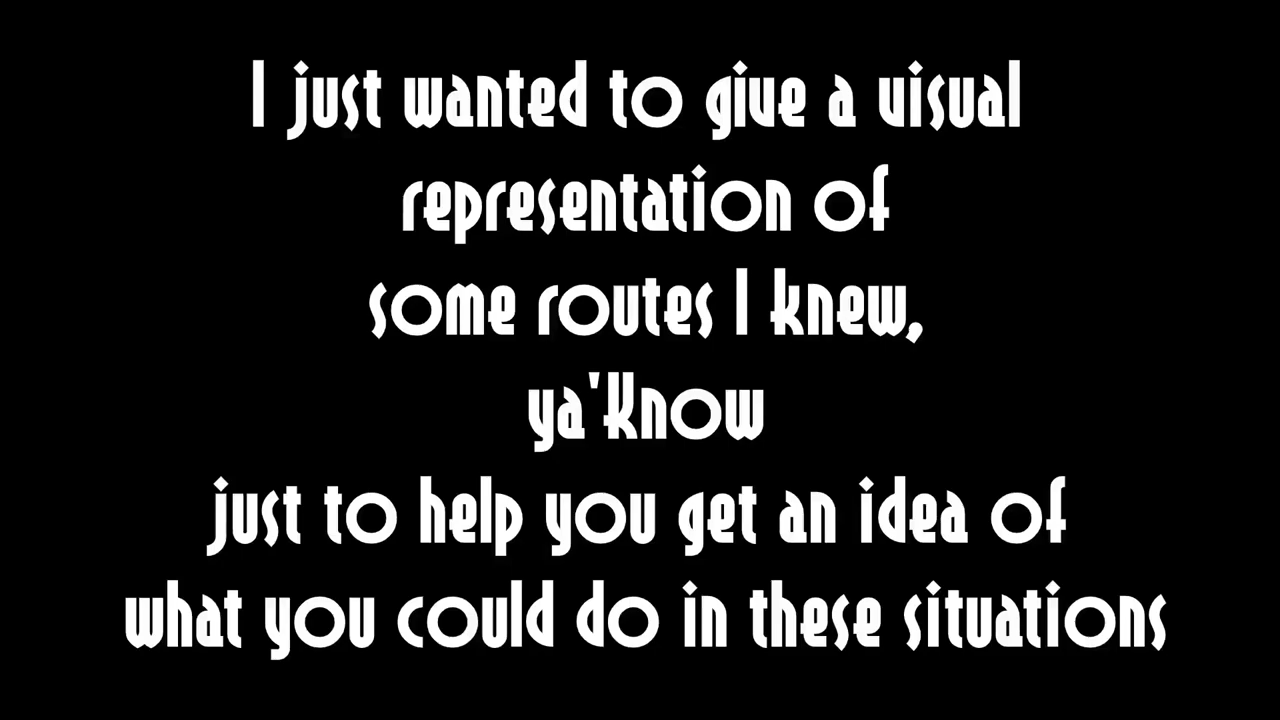 I just wanted to give a visual
representation of
some routes I knew,
ya'Know
just to help you get an idea of
what you could do in these situations